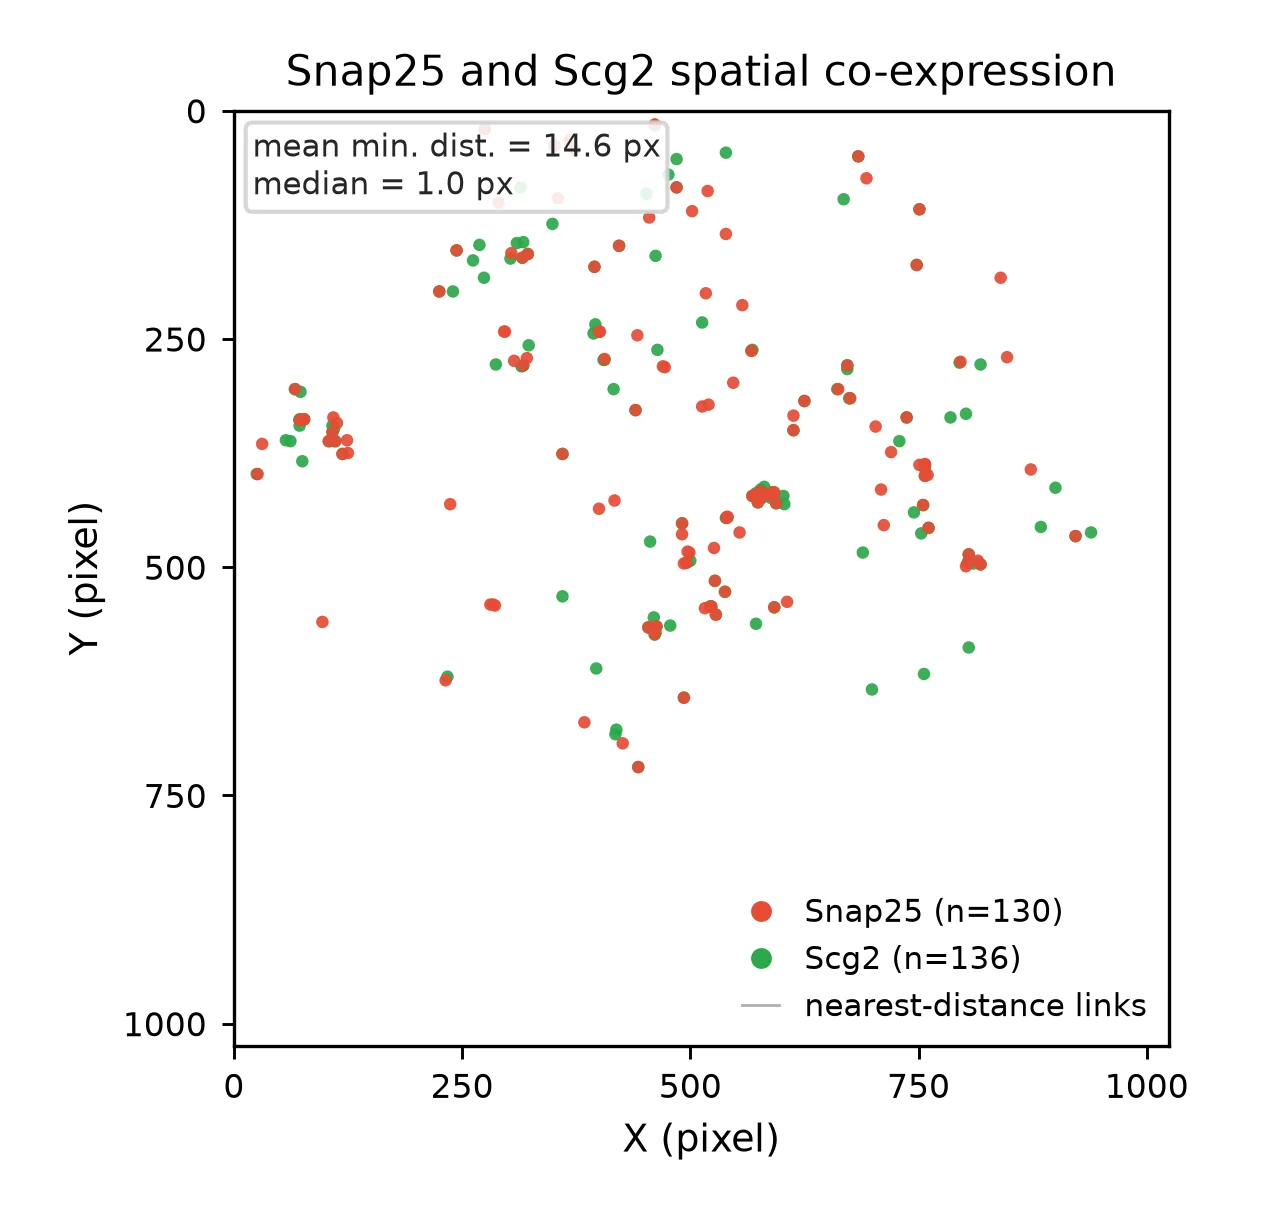 Snap25 and Scg2 spatial co-expression
mean min. dist. = 14.6 px
median = 1.0 px
0
250
500
750
1000
Y (pixel)
Snap25 (n=130)
Scg2 (n=136)
nearest-distance links
0
250
500
750
1000
X (pixel)